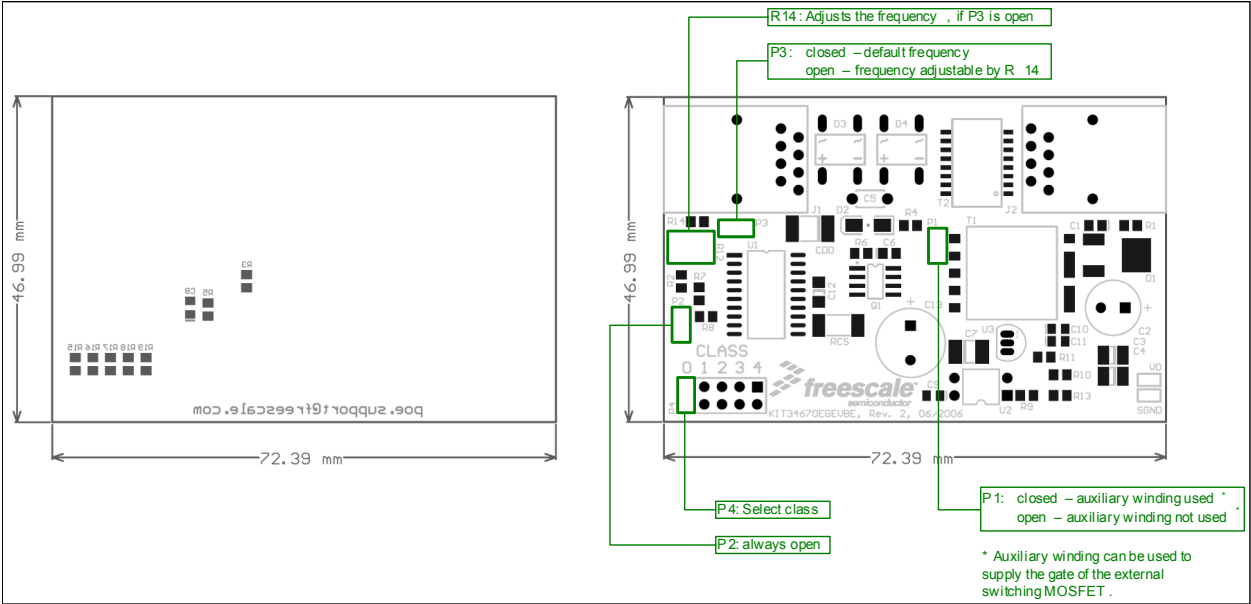 R14: Adjusts the frequency , if P3 is open
P3: closed – default frequency
open – frequency adjustable by R 14
46.99 mm
72.39 mm
R3
C8
R5
R15 R16 R17 R18 R19
poe.support@freescale.com
46.99 mm
72.39 mm
D3
D4
C5
T2
J2
R14
P3
J1
D2
R4
P1
T1
C1
R1
R12
U1
CDD
R6
C6
D1
R2
R7
C12
Q1
C13
P2
R8
RCS
C7
U3
C10
C11
C2
C3
C4
R11
R10
R13
VO
SGND
CLASS
0 1 2 3 4
P4
freescale™
semiconductor
C9
U2
R9
KIT34670EGEVBE, Rev. 2, 06/2006
P4: Select class
P2: always open
P1: closed – auxiliary winding used *
open – auxiliary winding not used *
* Auxiliary winding can be used to
supply the gate of the external
switching MOSFET .